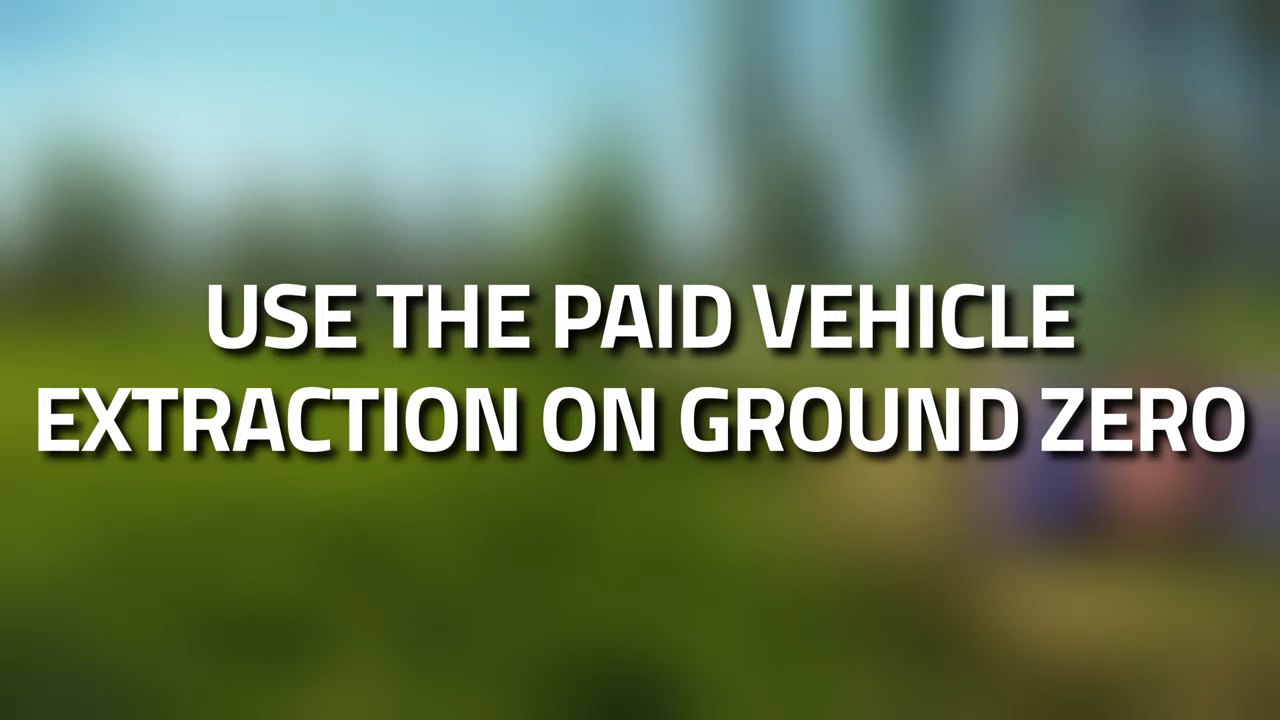 USE THE PAID VEHICLE
EXTRACTION ON GROUND ZERO